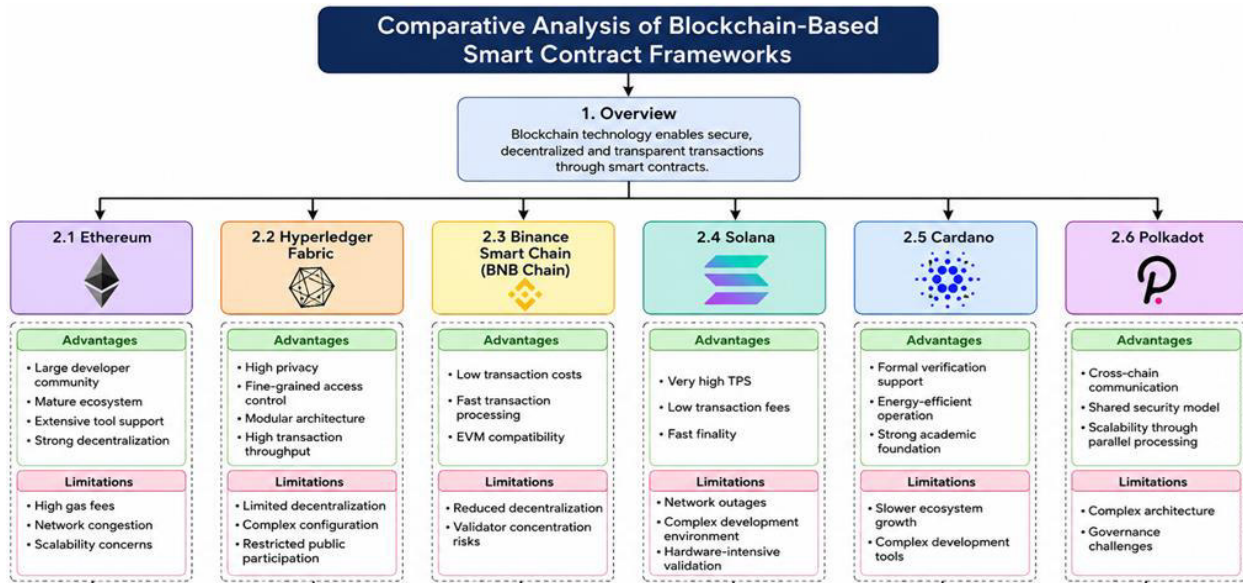 Comparative Analysis of Blockchain-Based
Smart Contract Frameworks
1. Overview
Blockchain technology enables secure,
decentralized and transparent transactions
through smart contracts.
2.1 Ethereum
Advantages
• Large developer
community
• Mature ecosystem
• Extensive tool support
• Strong decentralization
Limitations
• High gas fees
• Network congestion
• Scalability concerns
2.2 Hyperledger
Fabric
Advantages
• High privacy
• Fine-grained access
control
• Modular architecture
• High transaction
throughput
Limitations
• Limited decentralization
• Complex configuration
• Restricted public
participation
2.3 Binance
Smart Chain
(BNB Chain)
Advantages
• Low transaction costs
• Fast transaction
processing
• EVM compatibility
Limitations
• Reduced decentralization
• Validator concentration
risks
2.4 Solana
Advantages
• Very high TPS
• Low transaction fees
• Fast finality
Limitations
• Network outages
• Complex development
environment
• Hardware-intensive
validation
2.5 Cardano
Advantages
• Formal verification
support
• Energy-efficient
operation
• Strong academic
foundation
Limitations
• Slower ecosystem
growth
• Complex development
tools
2.6 Polkadot
Advantages
• Cross-chain
communication
• Shared security model
• Scalability through
parallel processing
Limitations
• Complex architecture
• Governance
challenges